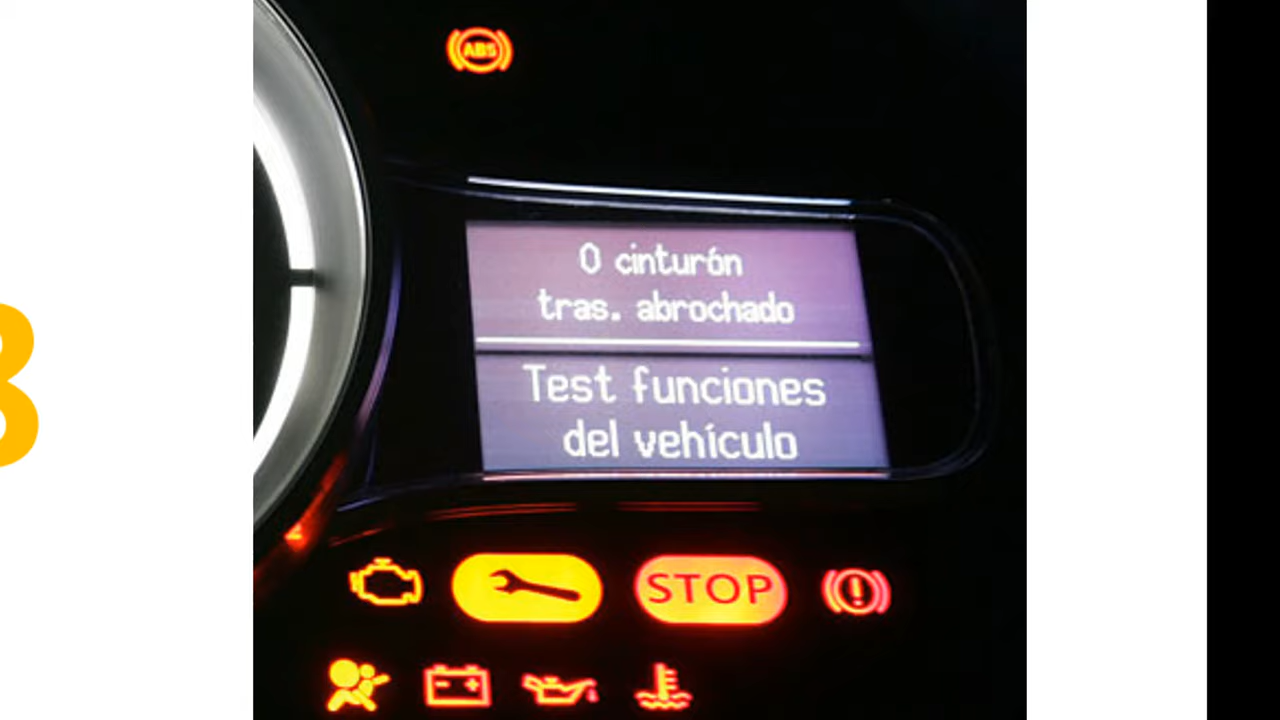 ABS
0 cinturón
tras. abrochado
Test funciones
del vehículo
STOP